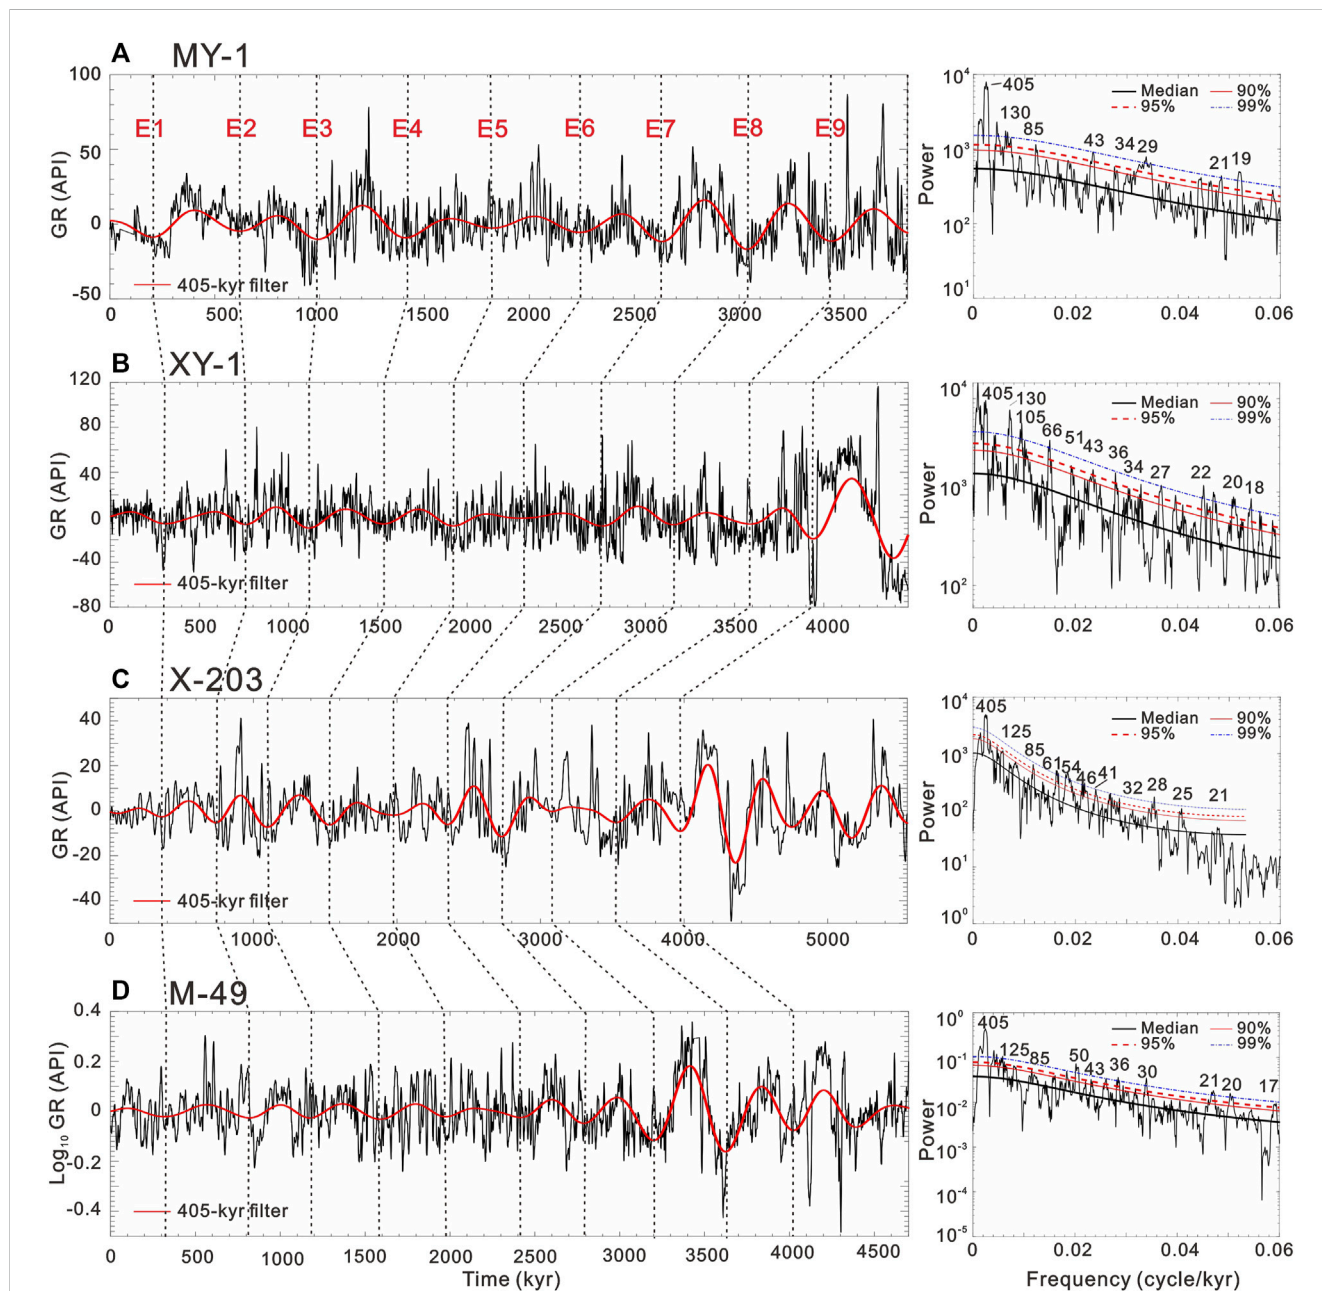 A MY-1
100
50
0
-50
GR (API)
E1 E2 E3 E4 E5 E6 E7 E8 E9
405-kyr filter
0 500 1000 1500 2000 2500 3000 3500
10⁴
10³
10²
10¹
Power
405
130
85
43
34
29
21
19
Median 90%
95% 99%
0 0.02 0.04 0.06
B XY-1
120
80
40
0
-40
-80
GR (API)
405-kyr filter
0 500 1000 1500 2000 2500 3000 3500 4000
10⁴
10³
10²
Power
405
130
105
66
51
43
36
34
27
22
20
18
Median 90%
95% 99%
0 0.02 0.04 0.06
C X-203
40
20
0
-20
-40
GR (API)
405-kyr filter
0 1000 2000 3000 4000 5000
10⁴
10³
10²
10¹
10⁰
Power
405
125
85
61
54
46
41
32
28
25
21
Median 90%
95% 99%
0 0.02 0.04 0.06
D M-49
0.4
0.2
0
-0.2
-0.4
Log₁₀ GR (API)
405-kyr filter
0 500 1000 1500 2000 2500 3000 3500 4000 4500
Time (kyr)
10⁰
10⁻¹
10⁻²
10⁻³
10⁻⁴
10⁻⁵
Power
405
125
85
50
43
36
30
21
20
17
Median 90%
95% 99%
0 0.02 0.04 0.06
Frequency (cycle/kyr)